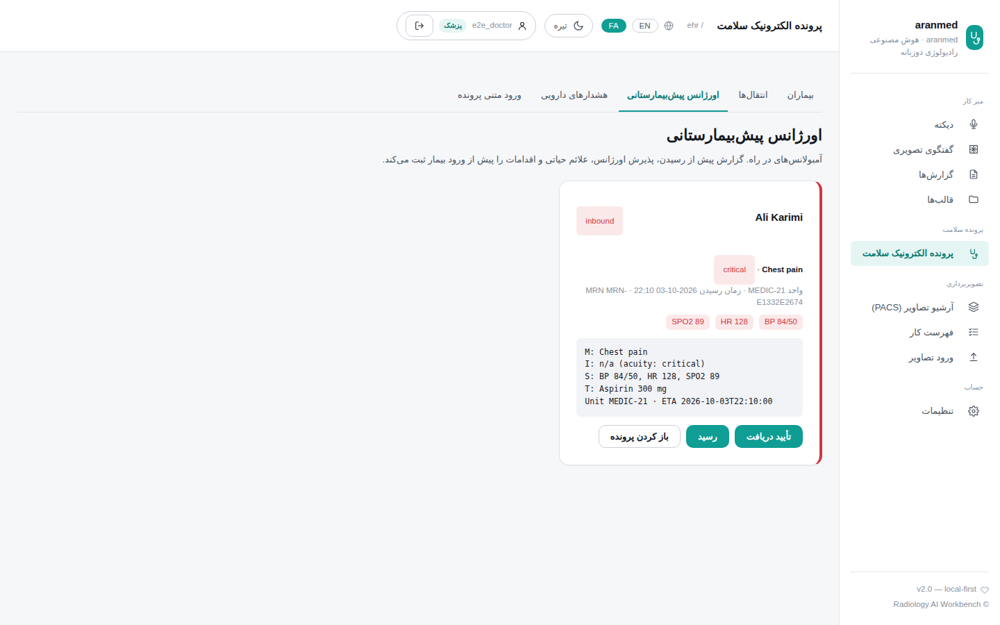 aranmed
aranmed · هوش مصنوعی
رادیولوژی دوزبانه
میز کار
دیکته
گفتگوی تصویری
گزارش‌ها
قالب‌ها
پرونده سلامت
پرونده الکترونیک سلامت
تصویربرداری
آرشیو تصاویر (PACS)
فهرست کار
ورود تصاویر
حساب
تنظیمات
v2.0 — local-first
© Radiology AI Workbench
پرونده الکترونیک سلامت / ehr EN FA تیره e2e_doctor پزشک
بیماران انتقال‌ها اورژانس پیش‌بیمارستانی هشدارهای دارویی ورود متنی پرونده
اورژانس پیش‌بیمارستانی
آمبولانس‌های در راه. گزارش پیش از رسیدن، پذیرش اورژانس، علائم حیاتی و اقدامات را پیش از ورود بیمار ثبت می‌کند.
Ali Karimi inbound
Chest pain · critical
واحد MEDIC-21 · زمان رسیدن 2026-10-03 22:10 · MRN MRN-
E1332E2674
BP 84/50 HR 128 SPO2 89
M: Chest pain
I: n/a (acuity: critical)
S: BP 84/50, HR 128, SPO2 89
T: Aspirin 300 mg
Unit MEDIC-21 · ETA 2026-10-03T22:10:00
تأیید دریافت رسید باز کردن پرونده